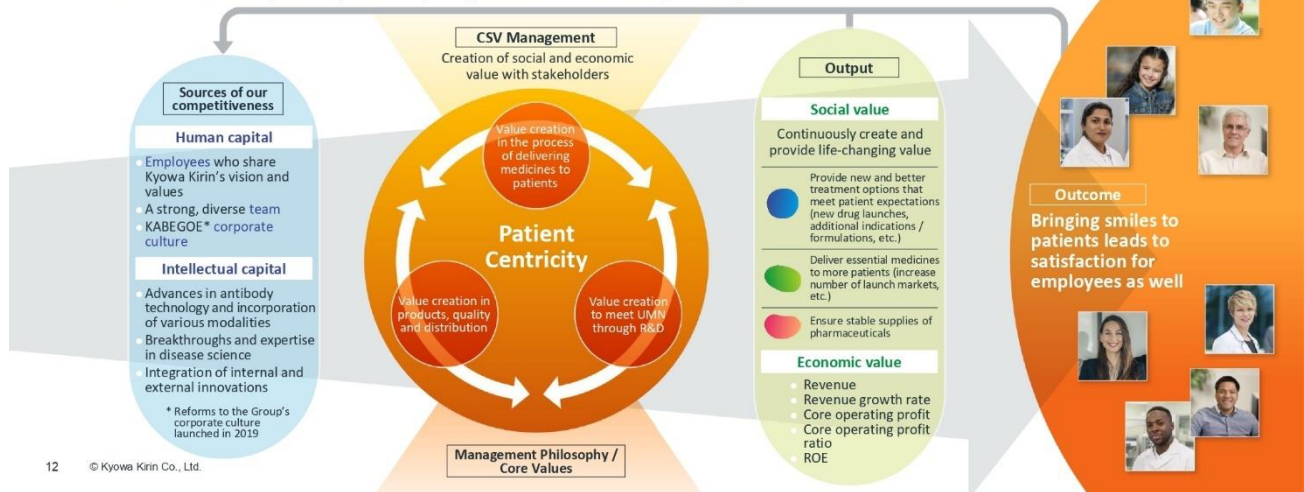 Sources of our
competitiveness
Human capital
Employees who share
Kyowa Kirin's vision and
values
A strong, diverse team
KABEGOE* corporate
culture
Intellectual capital
Advances in antibody
technology and incorporation
of various modalities
Breakthroughs and expertise
in disease science
Integration of internal and
external innovations
* Reforms to the Group's
corporate culture
launched in 2019
CSV Management
Creation of social and economic
value with stakeholders
Value creation
in the process
of delivering
medicines to
patients
Patient
Centricity
Value creation in
products, quality
and distribution
Value creation
to meet UMN
through R&D
Management Philosophy /
Core Values
Output
Social value
Continuously create and
provide life-changing value
Provide new and better
treatment options that
meet patient expectations
(new drug launches,
additional indications /
formulations, etc.)
Deliver essential medicines
to more patients (increase
number of launch markets,
etc.)
Ensure stable supplies of
pharmaceuticals
Economic value
Revenue
Revenue growth rate
Core operating profit
Core operating profit
ratio
ROE
Outcome
Bringing smiles to
patients leads to
satisfaction for
employees as well
12 © Kyowa Kirin Co., Ltd.